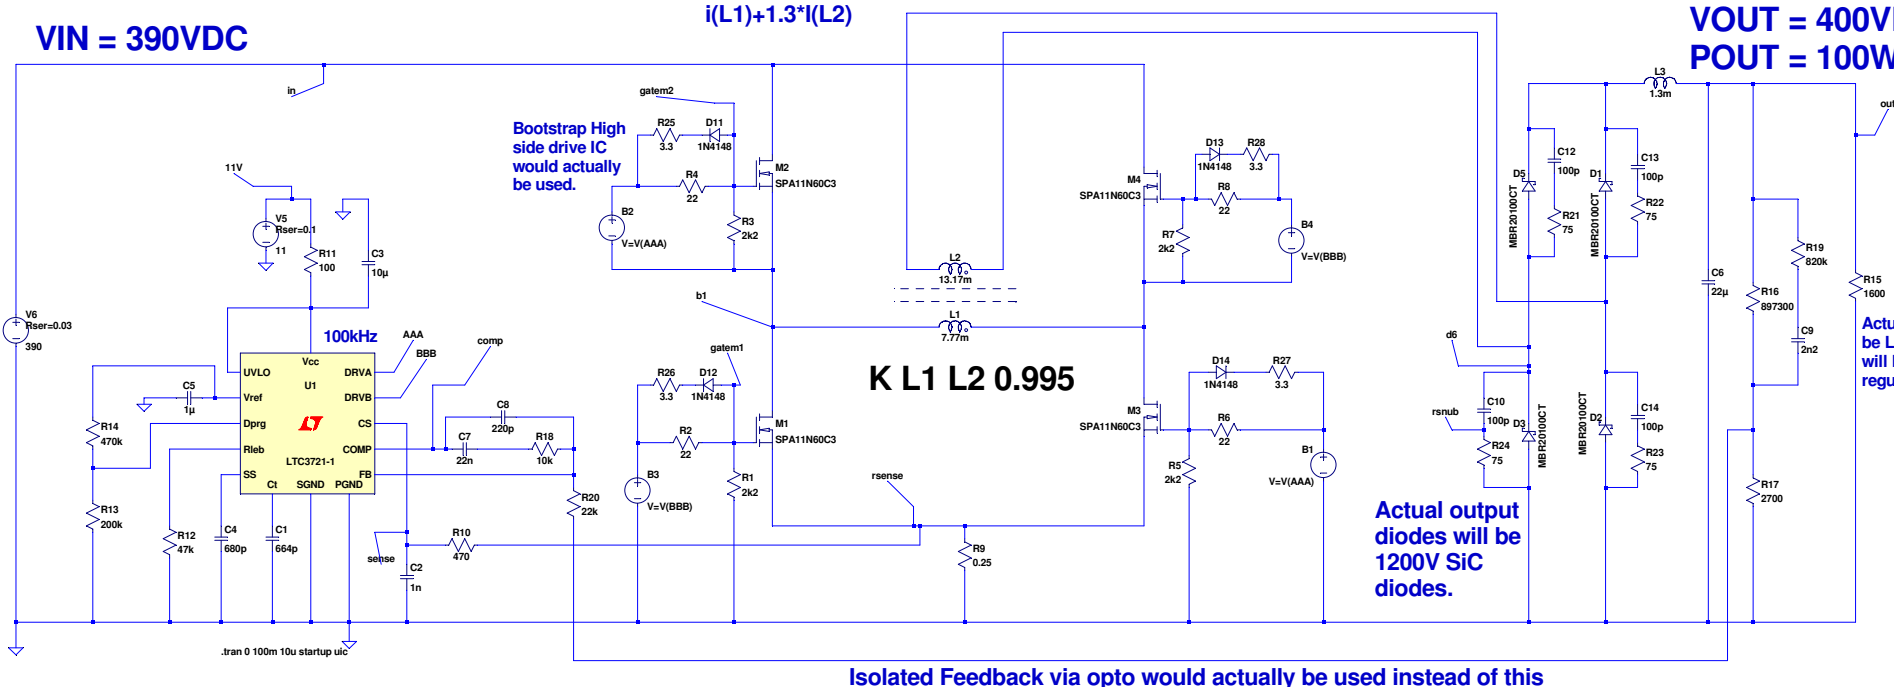 i(L1)+1.3*I(L2)
VIN = 390VDC
VOUT = 400V
POUT = 100W
in
gatem2
Bootstrap High
side drive IC
would actually
be used.
R25
3.3
D11
1N4148
R4
22
M2
SPA11N60C3
B2
V=V(AAA)
R3
2k2
11V
V5
Rser=0.1
11
R11
100
C3
10µ
V6
Rser=0.03
390
100kHz
AAA
BBB
comp
Vcc
U1
UVLO
Vref
Dprg
Rleb
SS
Ct
SGND
PGND
DRVA
DRVB
CS
COMP
FB
LTC3721-1
C5
1µ
R14
470k
R13
200k
R12
47k
C4
680p
C1
664p
sense
C2
1n
R10
470
C8
220p
C7
22n
R18
10k
R20
22k
b1
gatem1
R26
3.3
D12
1N4148
R2
22
M1
SPA11N60C3
B3
V=V(BBB)
R1
2k2
rsense
R9
0.25
L2
13.17m
L1
7.77m
K L1 L2 0.995
M4
SPA11N60C3
D13
1N4148
R28
3.3
R8
22
R7
2k2
B4
V=V(BBB)
D14
1N4148
R27
3.3
M3
SPA11N60C3
R6
22
R5
2k2
B1
V=V(AAA)
Actual output
diodes will be
1200V SiC
diodes.
L3
1.3m
D5
MBR20100CT
C12
100p
R21
75
D1
MBR20100CT
C13
100p
R22
75
d6
rsnub
C10
100p
R24
75
D3
MBR20100CT
D2
MBR20100CT
C14
100p
R23
75
C6
22µ
R16
897300
R19
820k
C9
2n2
R17
2700
R15
1600
out
Actu
be L
will
regu
.tran 0 100m 10u startup uic
Isolated Feedback via opto would actually be used instead of this